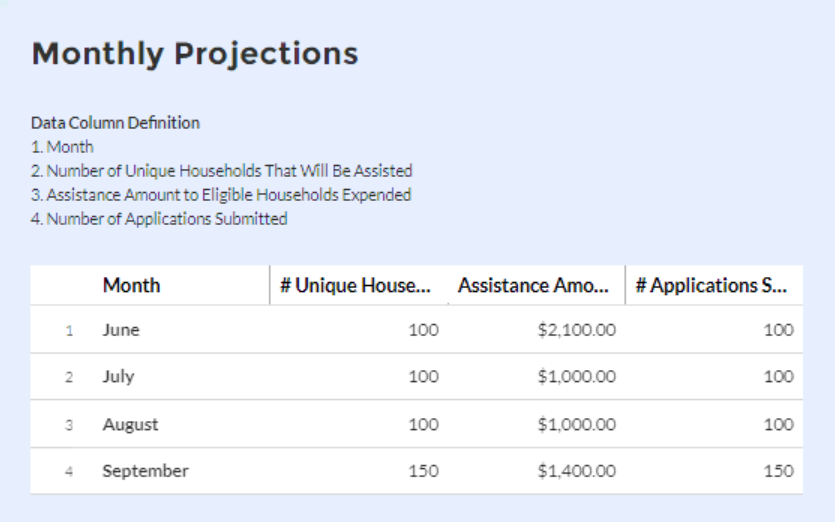 Monthly Projections
Data Column Definition
1. Month
2. Number of Unique Households That Will Be Assisted
3. Assistance Amount to Eligible Households Expended
4. Number of Applications Submitted
Month # Unique House... Assistance Amo... # Applications S...
1 June 100 $2,100.00 100
2 July 100 $1,000.00 100
3 August 100 $1,000.00 100
4 September 150 $1,400.00 150